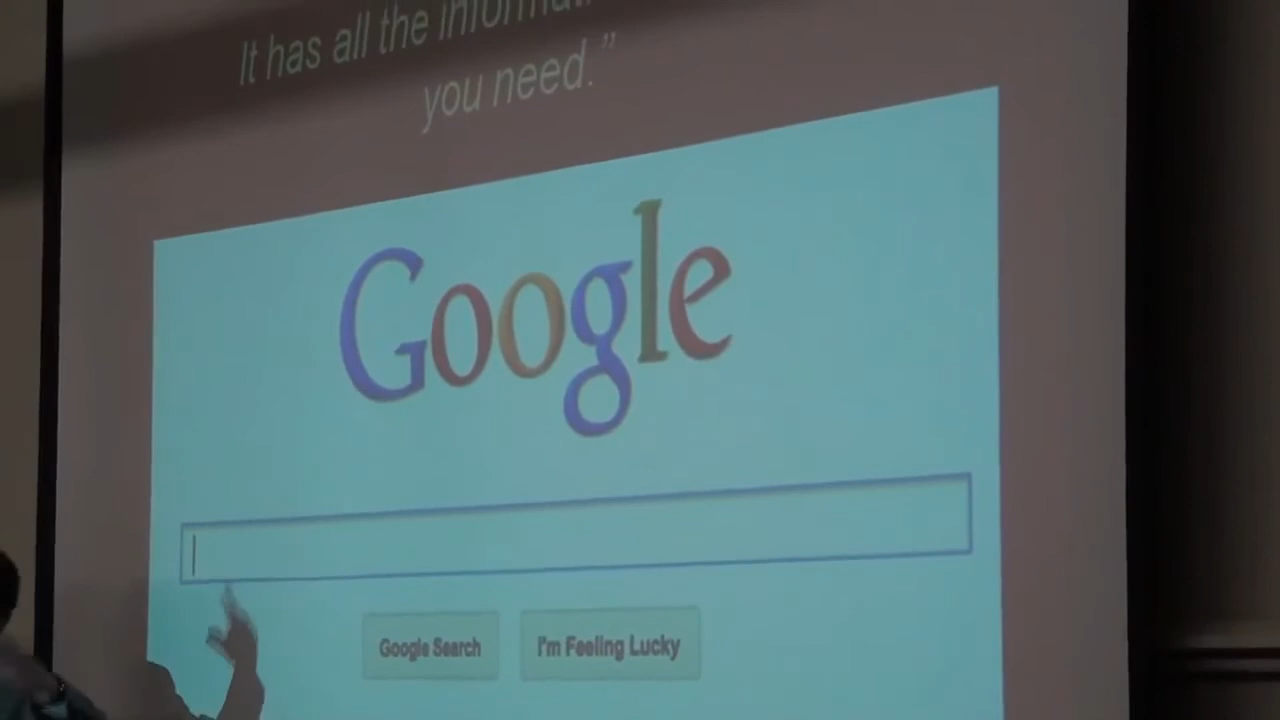 It has all the
you need.”
Google
Google Search
I'm Feeling Lucky